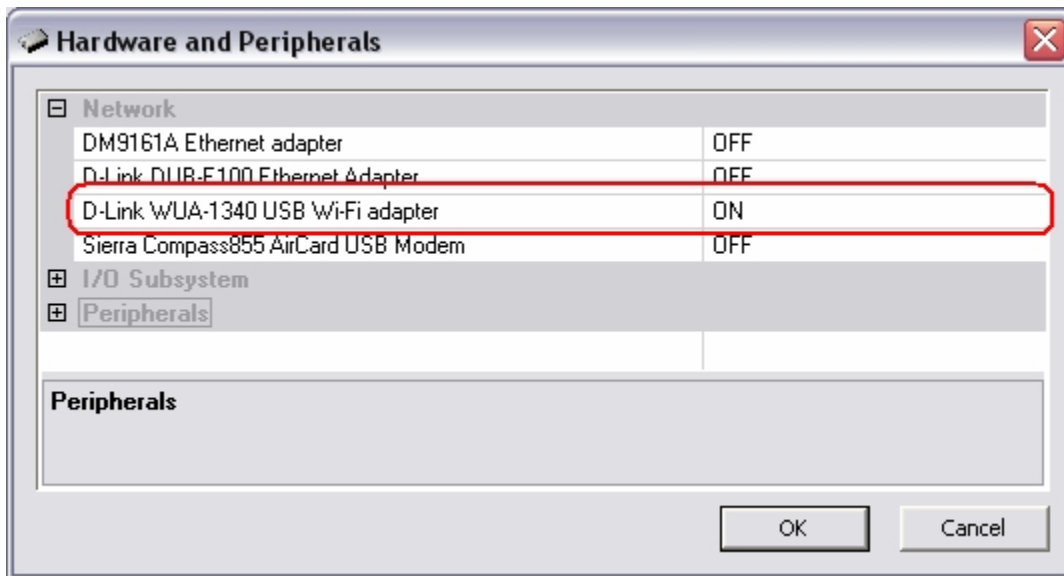 Hardware and Peripherals
Network
DM9161A Ethernet adapter OFF
D-Link DUB-E100 Ethernet Adapter OFF
D-Link WUA-1340 USB Wi-Fi adapter ON
Sierra Compass855 AirCard USB Modem OFF
I/O Subsystem
Peripherals
Peripherals
OK Cancel